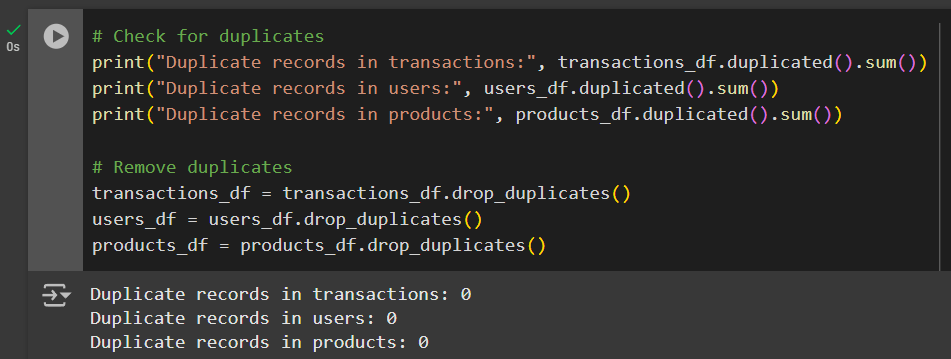 0s
# Check for duplicates
print("Duplicate records in transactions:", transactions_df.duplicated().sum())
print("Duplicate records in users:", users_df.duplicated().sum())
print("Duplicate records in products:", products_df.duplicated().sum())
# Remove duplicates
transactions_df = transactions_df.drop_duplicates()
users_df = users_df.drop_duplicates()
products_df = products_df.drop_duplicates()
Duplicate records in transactions: 0
Duplicate records in users: 0
Duplicate records in products: 0